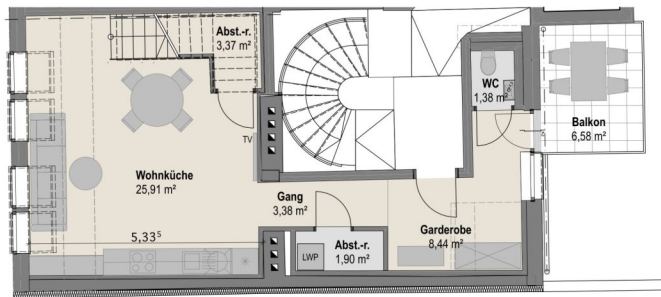 Abst.-r.
3,37 m²
WC
1,38 m²
Balkon
6,58 m²
TV
Wohnküche
25,91 m²
Gang
3,38 m²
Garderobe
8,44 m²
5,33⁵
Abst.-r.
1,90 m²
LWP